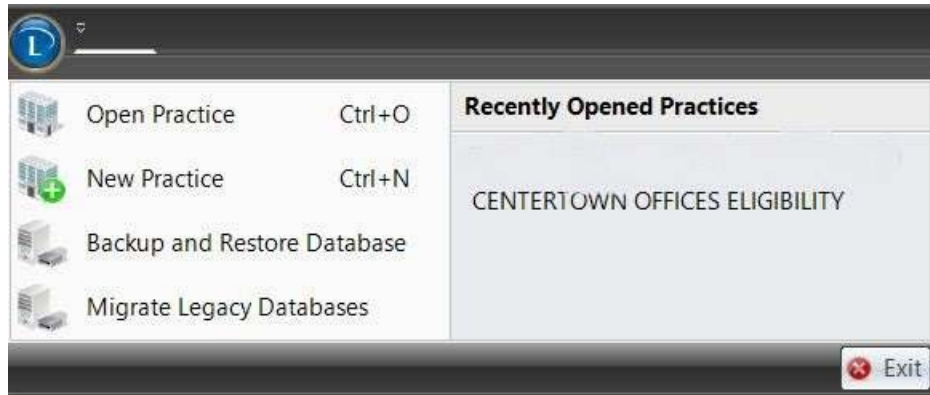 L
Open Practice Ctrl+O
New Practice Ctrl+N
Backup and Restore Database
Migrate Legacy Databases
Recently Opened Practices
CENTERTOWN OFFICES ELIGIBILITY
Exit